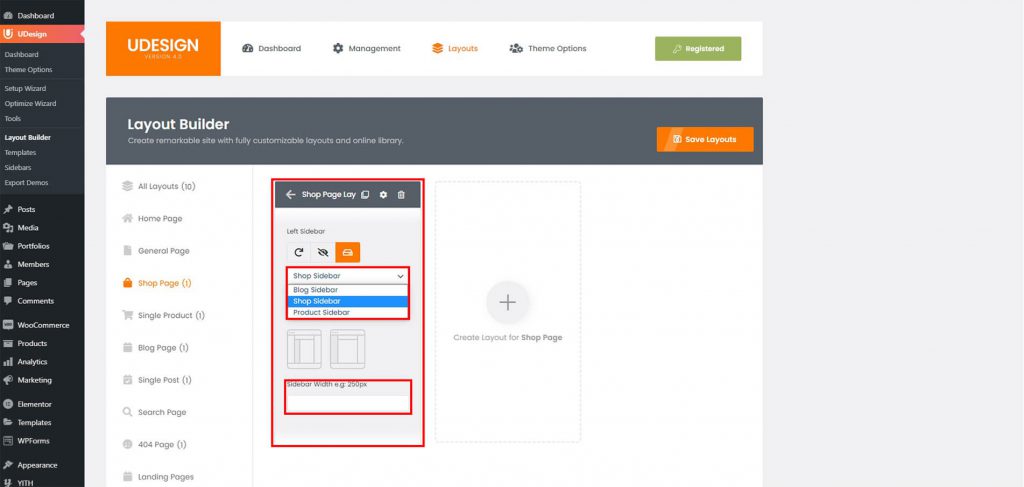 Dashboard
UDesign
Dashboard
Theme Options
Setup Wizard
Optimize Wizard
Tools
Layout Builder
Templates
Sidebars
Export Demos
Posts
Media
Portfolios
Members
Pages
Comments
WooCommerce
Products
Analytics
Marketing
Elementor
Templates
WPForms
Appearance
YITH
UDESIGN
VERSION 4.2
Dashboard
Management
Layouts
Theme Options
Registered
Layout Builder
Create remarkable site with fully customizable layouts and online library.
Save Layouts
All Layouts (10)
Home Page
General Page
Shop Page (1)
Single Product (1)
Blog Page (1)
Single Post (1)
Search Page
404 Page (1)
Landing Pages
Shop Page Lay
Left Sidebar
Shop Sidebar
Blog Sidebar
Shop Sidebar
Product Sidebar
Sidebar Width e.g: 250px
Create Layout for Shop Page